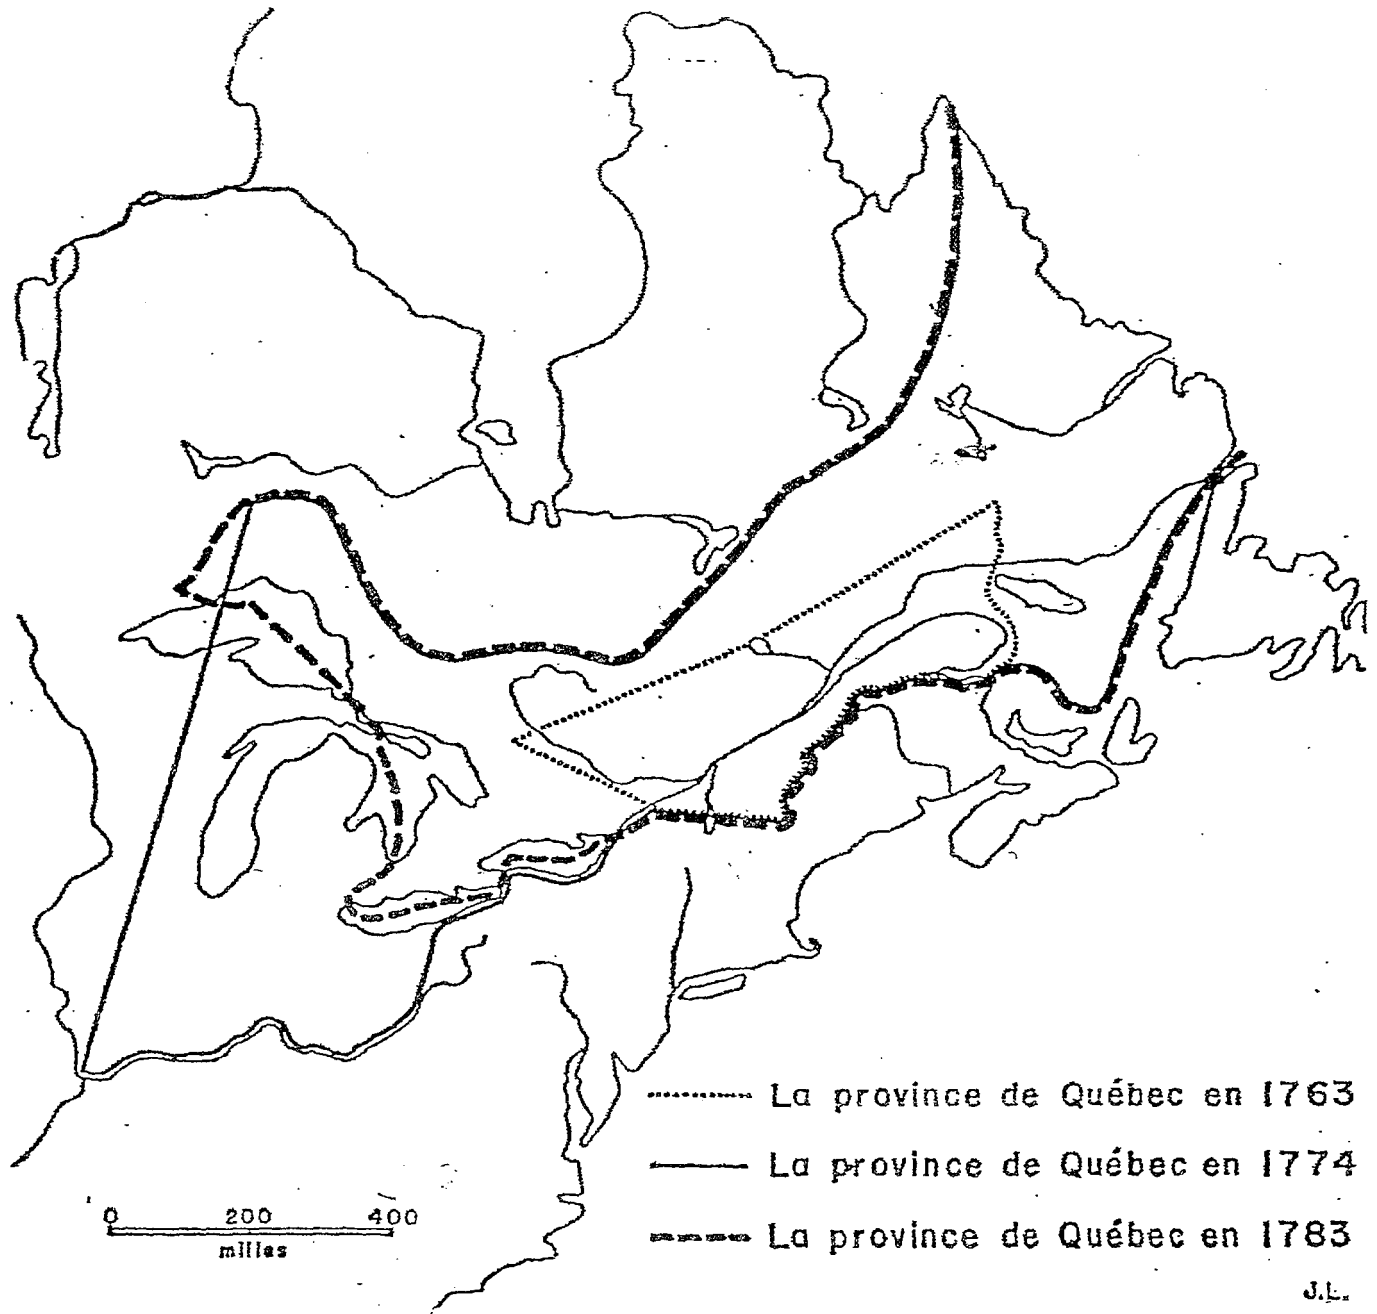 La province de Québec en 1763
La province de Québec en 1774
La province de Québec en 1783
0 200 400
milles
J.L.